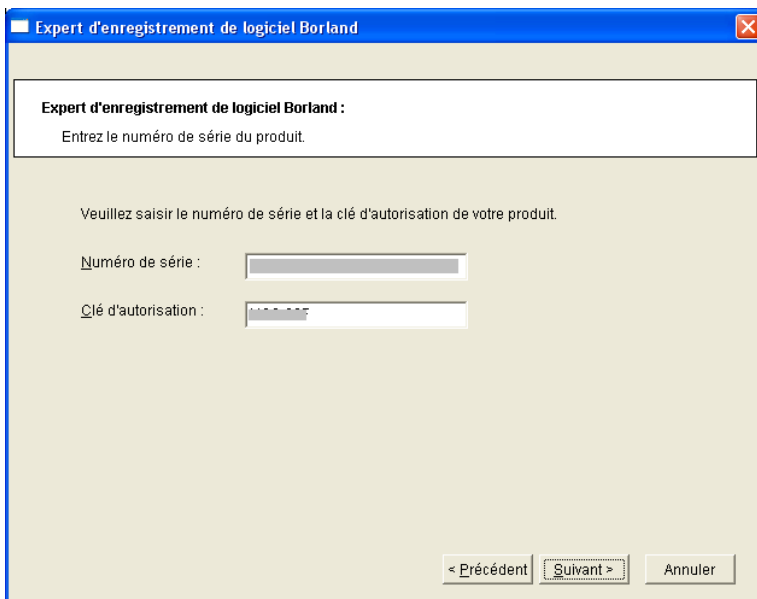 Expert d'enregistrement de logiciel Borland
Expert d'enregistrement de logiciel Borland :
Entrez le numéro de série du produit.
Veuillez saisir le numéro de série et la clé d'autorisation de votre produit.
Numéro de série :
Clé d'autorisation :
< Précédent Suivant > Annuler